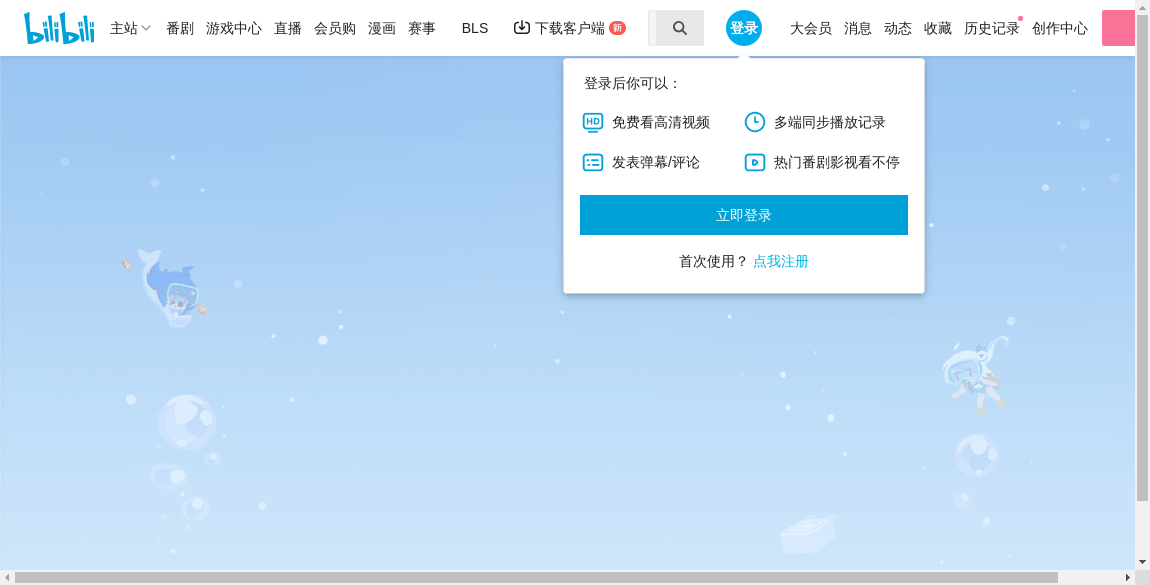 bilibili 主站 番剧 游戏中心 直播 会员购 漫画 赛事 BLS 下载客户端 新 登录 大会员 消息 动态 收藏 历史记录 创作中心
登录后你可以：
HD 免费看高清视频 多端同步播放记录
发表弹幕/评论 热门番剧影视看不停
立即登录
首次使用？ 点我注册